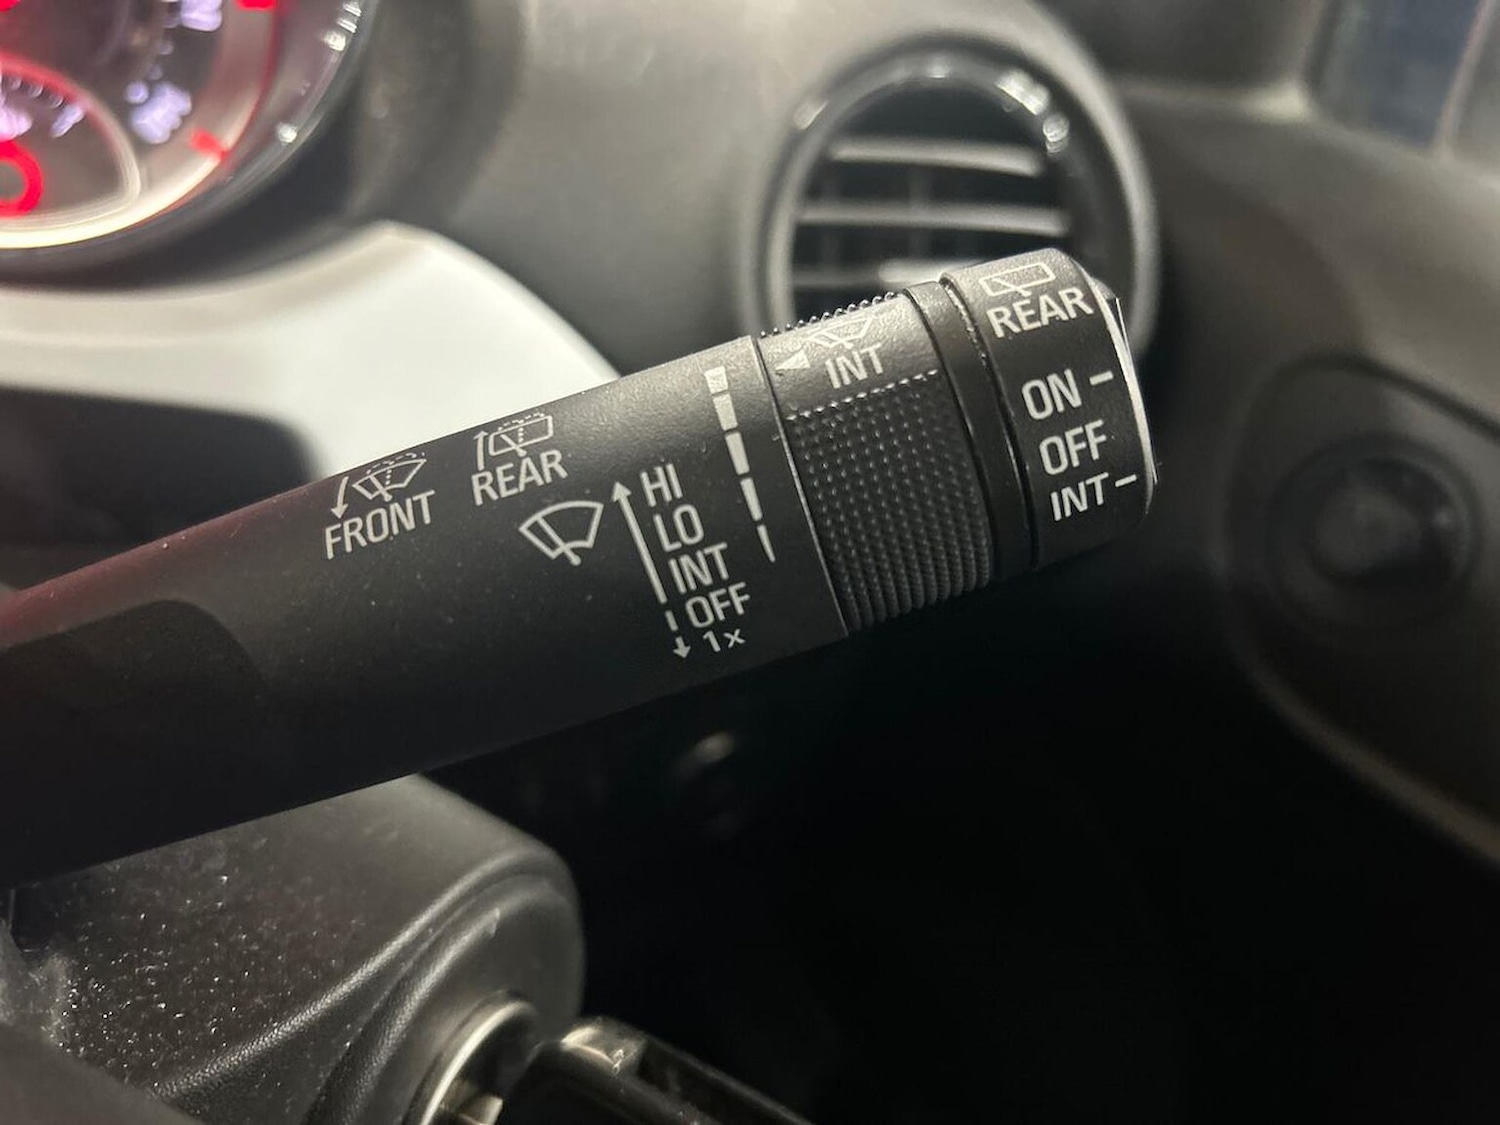 FRONT
REAR
HI
LO
INT
OFF
1x
INT
REAR
ON
OFF
INT